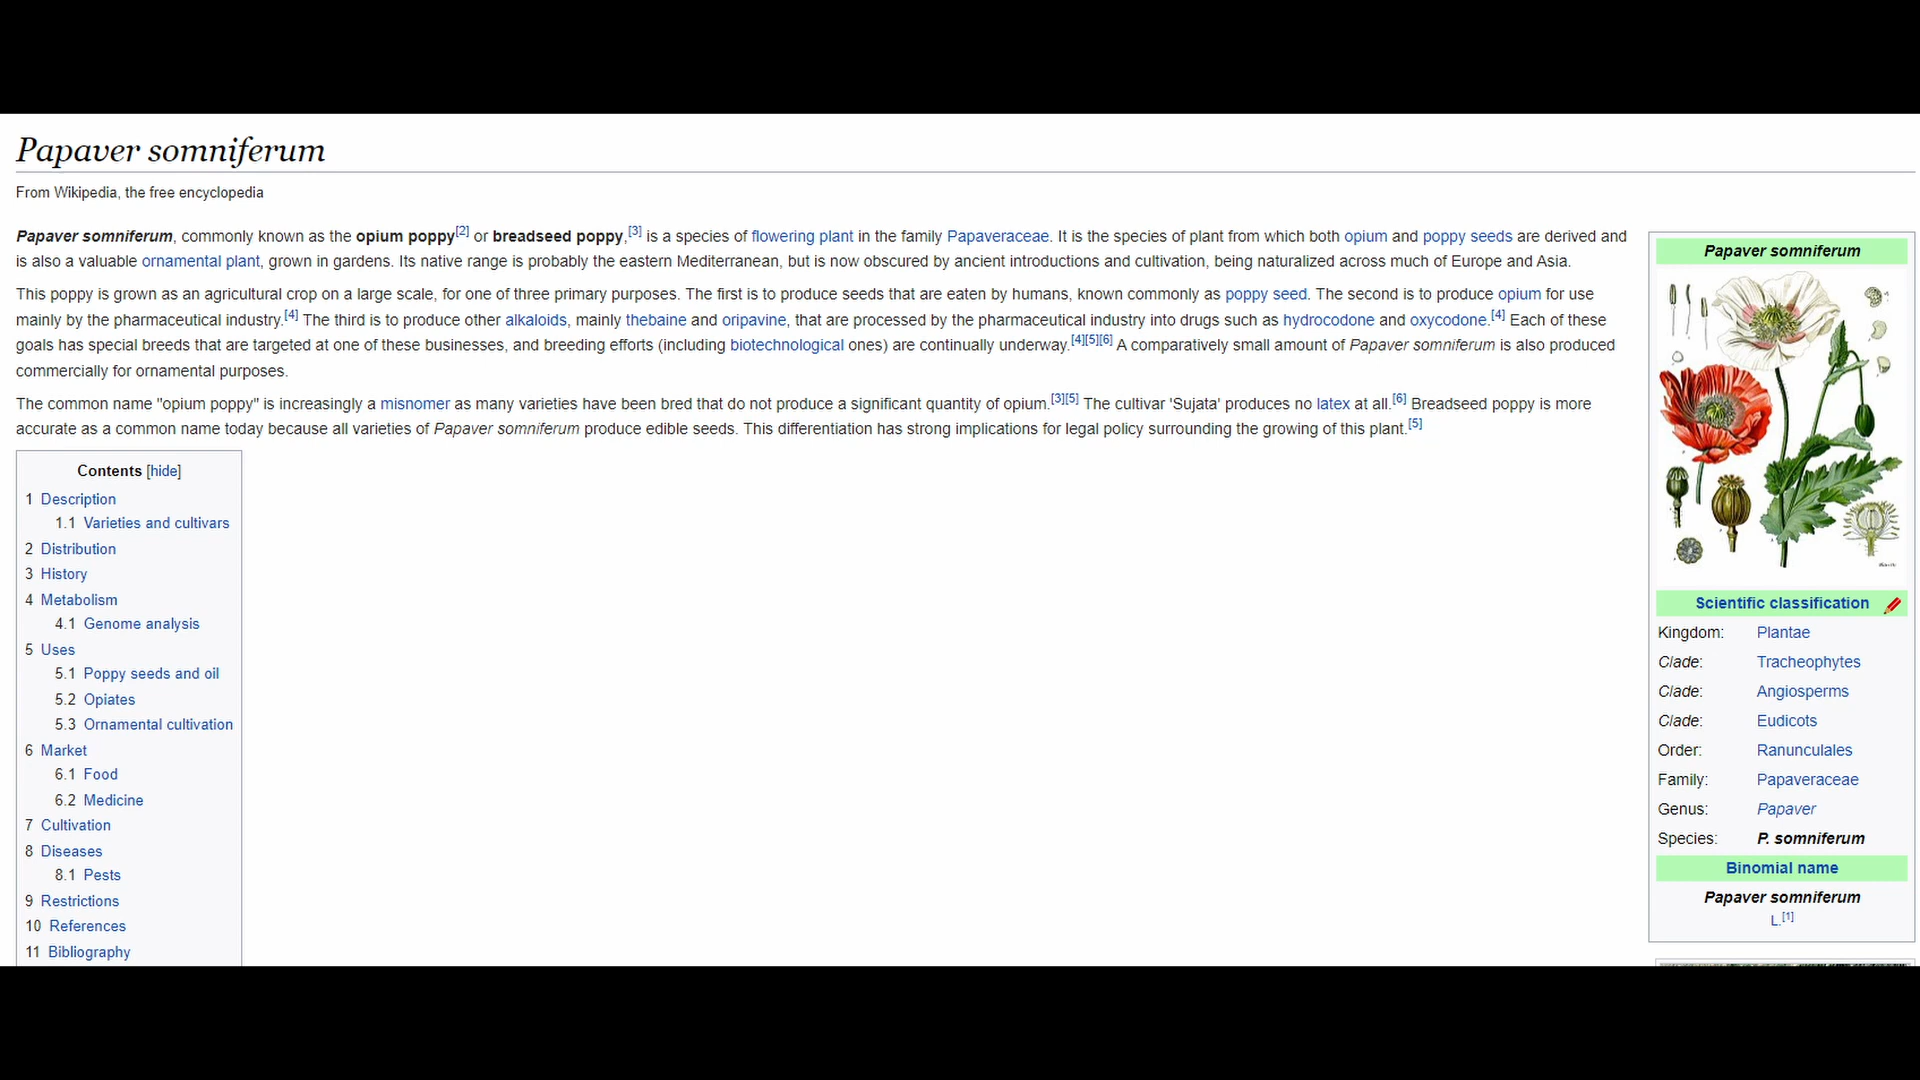 Papaver somniferum
From Wikipedia, the free encyclopedia
Papaver somniferum, commonly known as the opium poppy[2] or breadseed poppy,[3] is a species of flowering plant in the family Papaveraceae. It is the species of plant from which both opium and poppy seeds are derived and
is also a valuable ornamental plant, grown in gardens. Its native range is probably the eastern Mediterranean, but is now obscured by ancient introductions and cultivation, being naturalized across much of Europe and Asia.
This poppy is grown as an agricultural crop on a large scale, for one of three primary purposes. The first is to produce seeds that are eaten by humans, known commonly as poppy seed. The second is to produce opium for use
mainly by the pharmaceutical industry.[4] The third is to produce other alkaloids, mainly thebaine and oripavine, that are processed by the pharmaceutical industry into drugs such as hydrocodone and oxycodone.[4] Each of these
goals has special breeds that are targeted at one of these businesses, and breeding efforts (including biotechnological ones) are continually underway.[4][5][6] A comparatively small amount of Papaver somniferum is also produced
commercially for ornamental purposes.
The common name "opium poppy" is increasingly a misnomer as many varieties have been bred that do not produce a significant quantity of opium.[3][5] The cultivar 'Sujata' produces no latex at all.[6] Breadseed poppy is more
accurate as a common name today because all varieties of Papaver somniferum produce edible seeds. This differentiation has strong implications for legal policy surrounding the growing of this plant.[5]
Contents [hide]
1 Description
1.1 Varieties and cultivars
2 Distribution
3 History
4 Metabolism
4.1 Genome analysis
5 Uses
5.1 Poppy seeds and oil
5.2 Opiates
5.3 Ornamental cultivation
6 Market
6.1 Food
6.2 Medicine
7 Cultivation
8 Diseases
8.1 Pests
9 Restrictions
10 References
11 Bibliography
Papaver somniferum
Scientific classification
Kingdom: Plantae
Clade: Tracheophytes
Clade: Angiosperms
Clade: Eudicots
Order: Ranunculales
Family: Papaveraceae
Genus: Papaver
Species: P. somniferum
Binomial name
Papaver somniferum
L.[1]